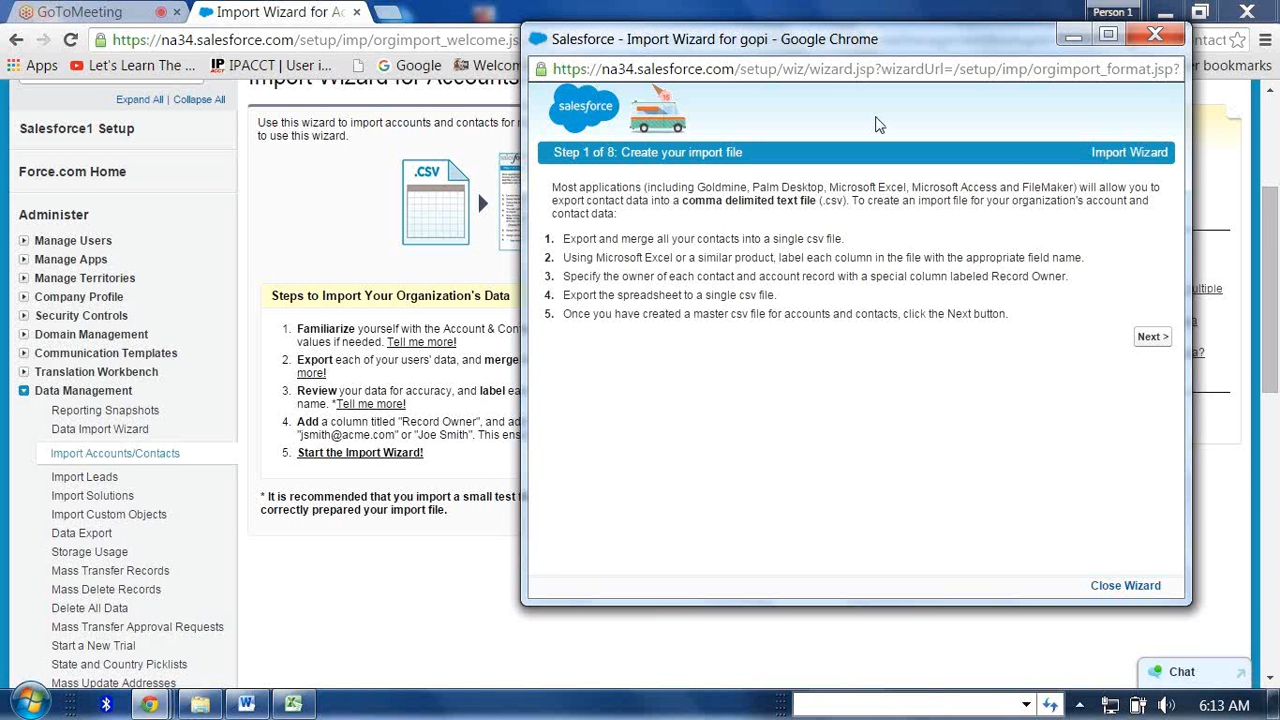 GoToMeeting
Import Wizard for Ac
Person 1
https://na34.salesforce.com/setup/imp/orgimport_welcome.js
Apps
Let's Learn The
IPACCT | User i
Google
Welcom
bookmarks
Salesforce - Import Wizard for gopi - Google Chrome
https://na34.salesforce.com/setup/wiz/wizard.jsp?wizardUrl=/setup/imp/orgimport_format.jsp?
salesforce
Step 1 of 8: Create your import file
Import Wizard
Most applications (including Goldmine, Palm Desktop, Microsoft Excel, Microsoft Access and FileMaker) will allow you to
export contact data into a comma delimited text file (.csv). To create an import file for your organization's account and
contact data:
1. Export and merge all your contacts into a single csv file.
2. Using Microsoft Excel or a similar product, label each column in the file with the appropriate field name.
3. Specify the owner of each contact and account record with a special column labeled Record Owner.
4. Export the spreadsheet to a single csv file.
5. Once you have created a master csv file for accounts and contacts, click the Next button.
Next >
Close Wizard
Expand All | Collapse All
Salesforce1 Setup
Force.com Home
Administer
Manage Users
Manage Apps
Manage Territories
Company Profile
Security Controls
Domain Management
Communication Templates
Translation Workbench
Data Management
Reporting Snapshots
Data Import Wizard
Import Accounts/Contacts
Import Leads
Import Solutions
Import Custom Objects
Data Export
Storage Usage
Mass Transfer Records
Mass Delete Records
Delete All Data
Mass Transfer Approval Requests
Start a New Trial
State and Country Picklists
Mass Update Addresses
Import Wizard for Accounts
Use this wizard to import accounts and contacts for
to use this wizard.
.CSV
Steps to Import Your Organization's Data
1. Familiarize yourself with the Account & Con
values if needed. Tell me more!
2. Export each of your users' data, and merge
more!
3. Review your data for accuracy, and label ea
name. *Tell me more!
4. Add a column titled "Record Owner", and ad
"jsmith@acme.com" or "Joe Smith". This ens
5. Start the Import Wizard!
* It is recommended that you import a small test
correctly prepared your import file.
Chat
6:13 AM